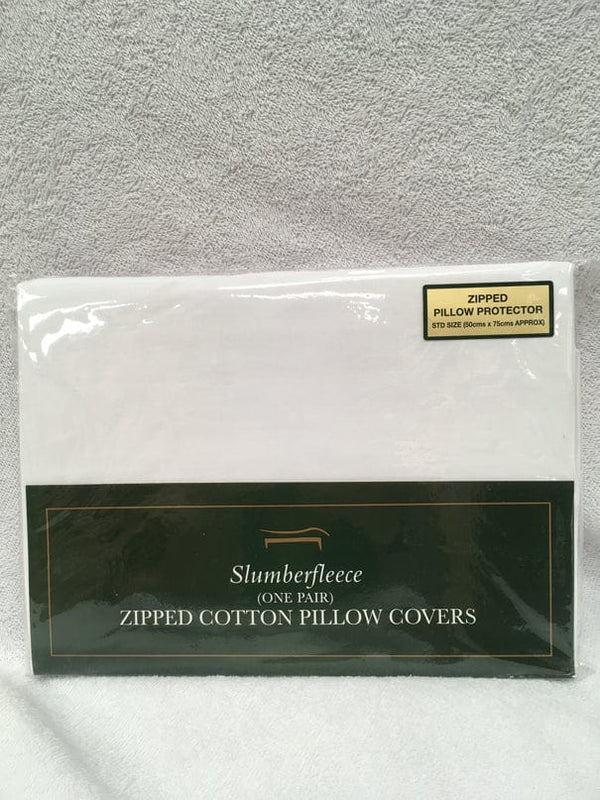 ZIPPED
PILLOW PROTECTOR
STD SIZE (50cms x 75cms APPROX)
Slumberfleece
(ONE PAIR)
ZIPPED COTTON PILLOW COVERS